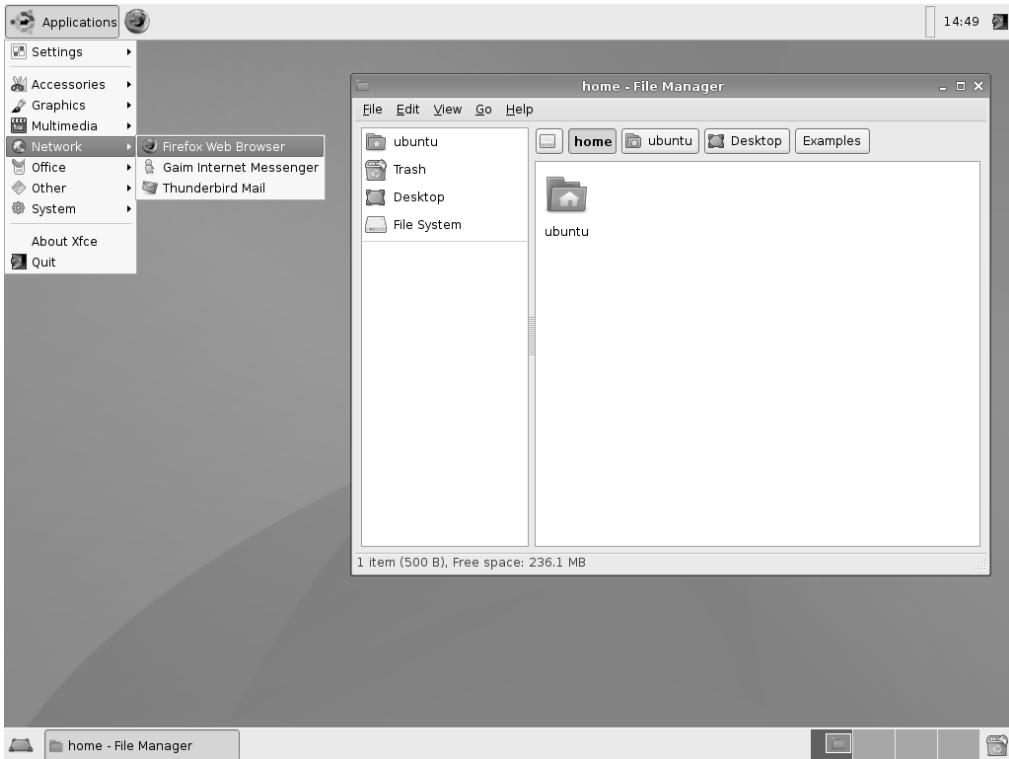 Applications
14:49
Settings
Accessories
Graphics
Multimedia
Network
Office
Other
System
About Xfce
Quit
Firefox Web Browser
Gaim Internet Messenger
Thunderbird Mail
home - File Manager
File Edit View Go Help
ubuntu
Trash
Desktop
File System
home ubuntu Desktop Examples
ubuntu
1 item (500 B), Free space: 236.1 MB
home - File Manager